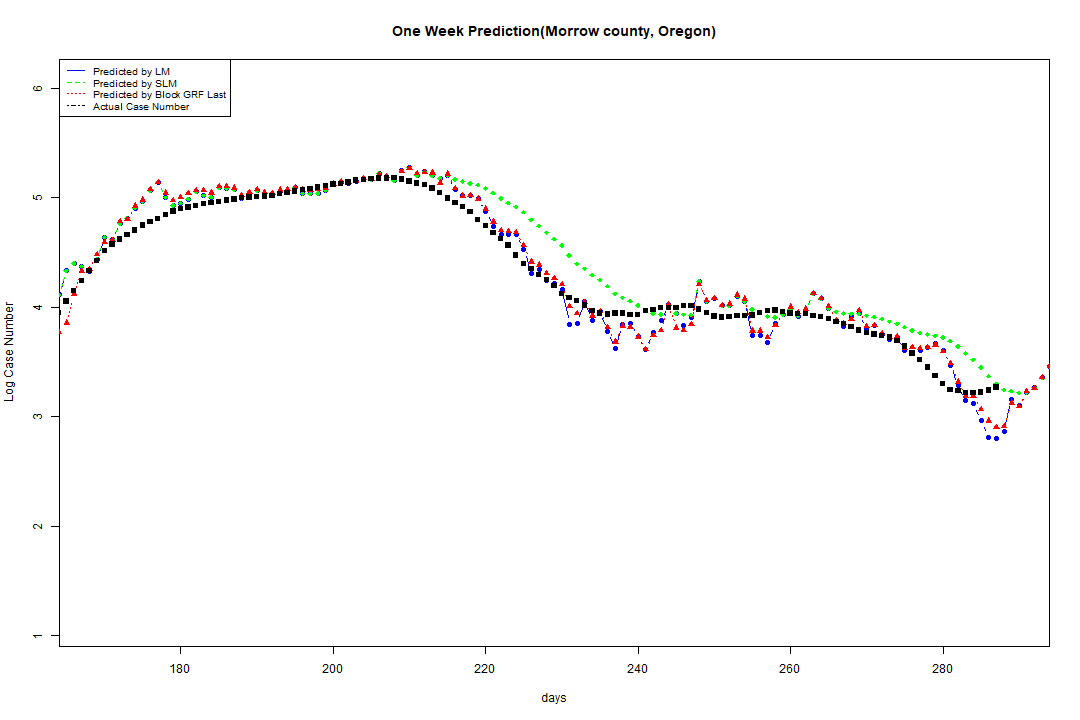 One Week Prediction(Morrow county, Oregon)
Predicted by LM
Predicted by SLM
Predicted by Block GRF Last
Actual Case Number
6
5
4
3
2
1
Log Case Number
180
200
220
240
260
280
days